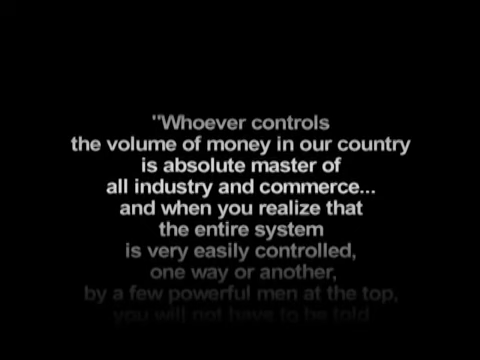 "Whoever controls
the volume of money in our country
is absolute master of
all industry and commerce...
and when you realize that
the entire system
is very easily controlled,
one way or another,
by a few powerful men at the top,
you will not have to be told